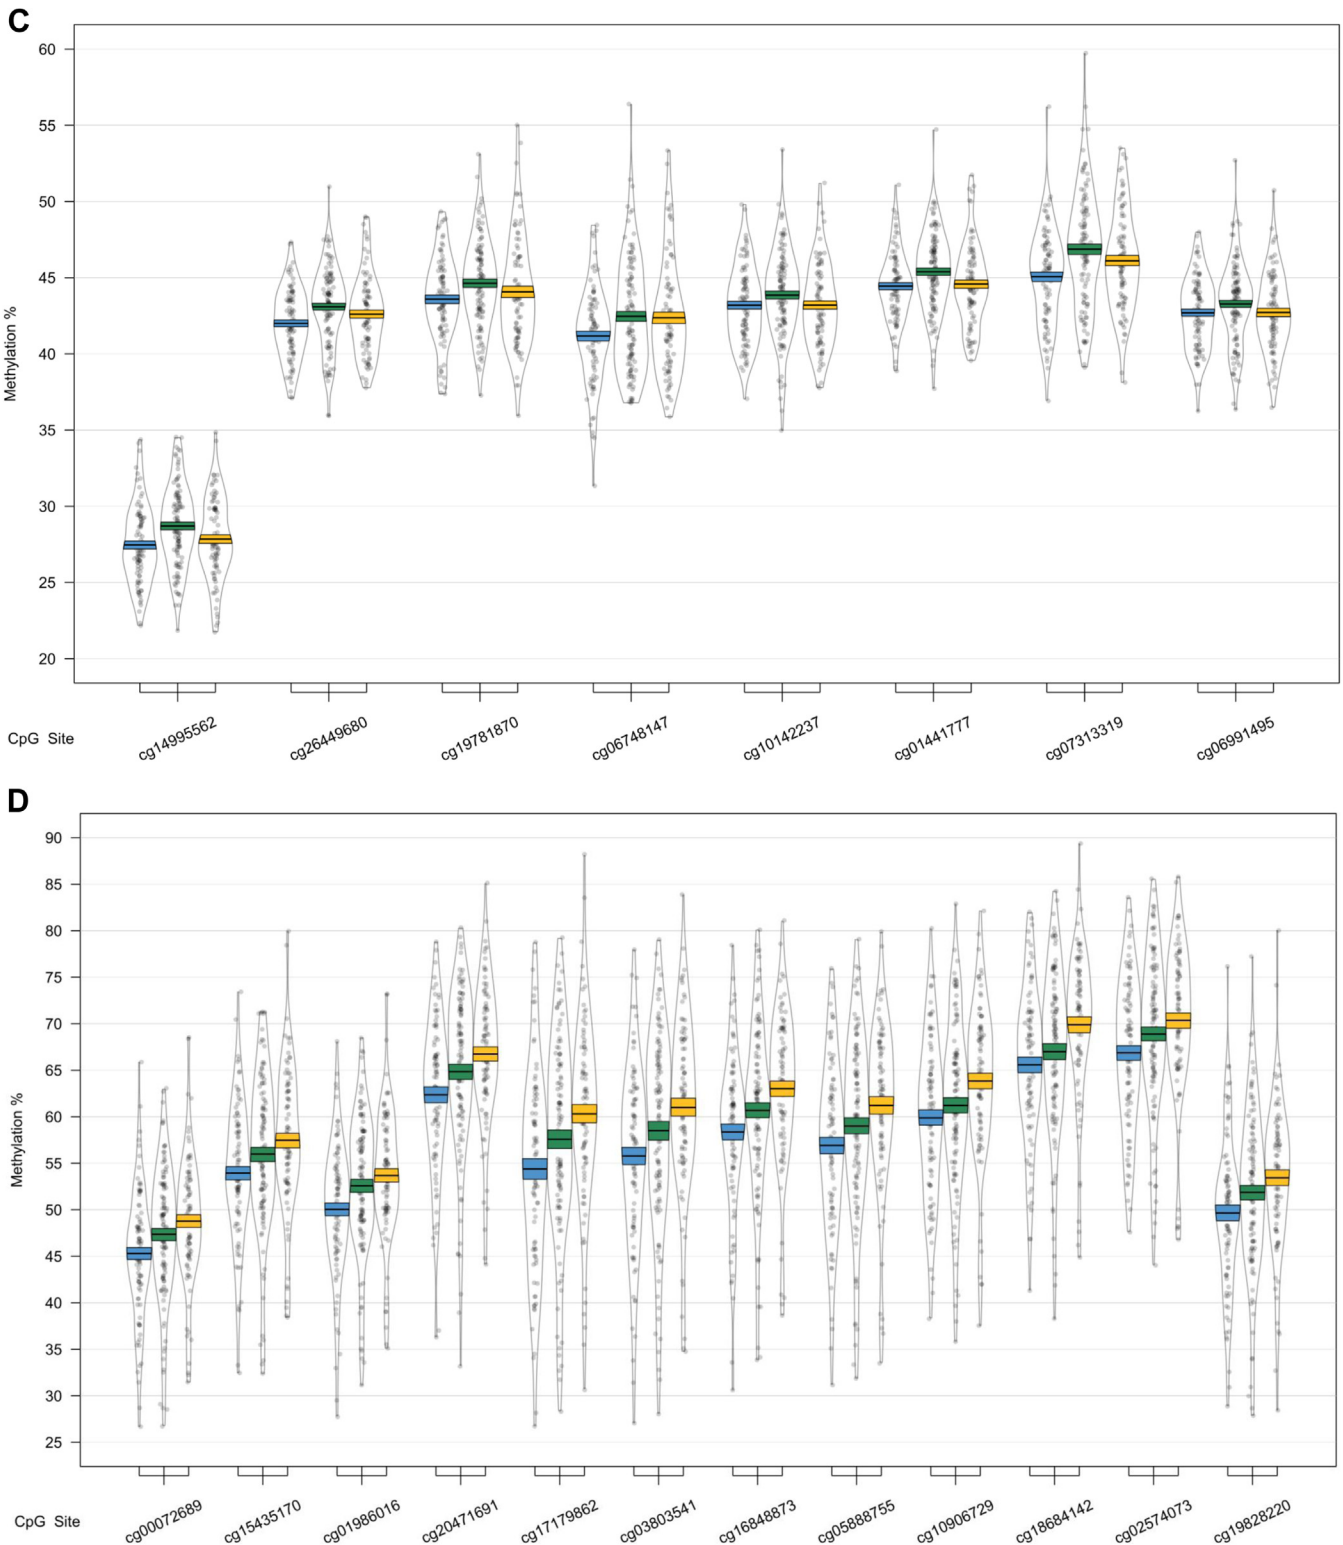 C
60
55
50
45
40
35
30
25
20
Methylation %
CpG Site
cg14995562
cg26449680
cg19781870
cg06748147
cg10142237
cg01441777
cg07313319
cg06991495
D
90
85
80
75
70
65
60
55
50
45
40
35
30
25
Methylation %
CpG Site
cg00072689
cg15435170
cg01986016
cg20471691
cg17179862
cg03803541
cg16848873
cg05888755
cg10906729
cg18684142
cg02574073
cg19828220